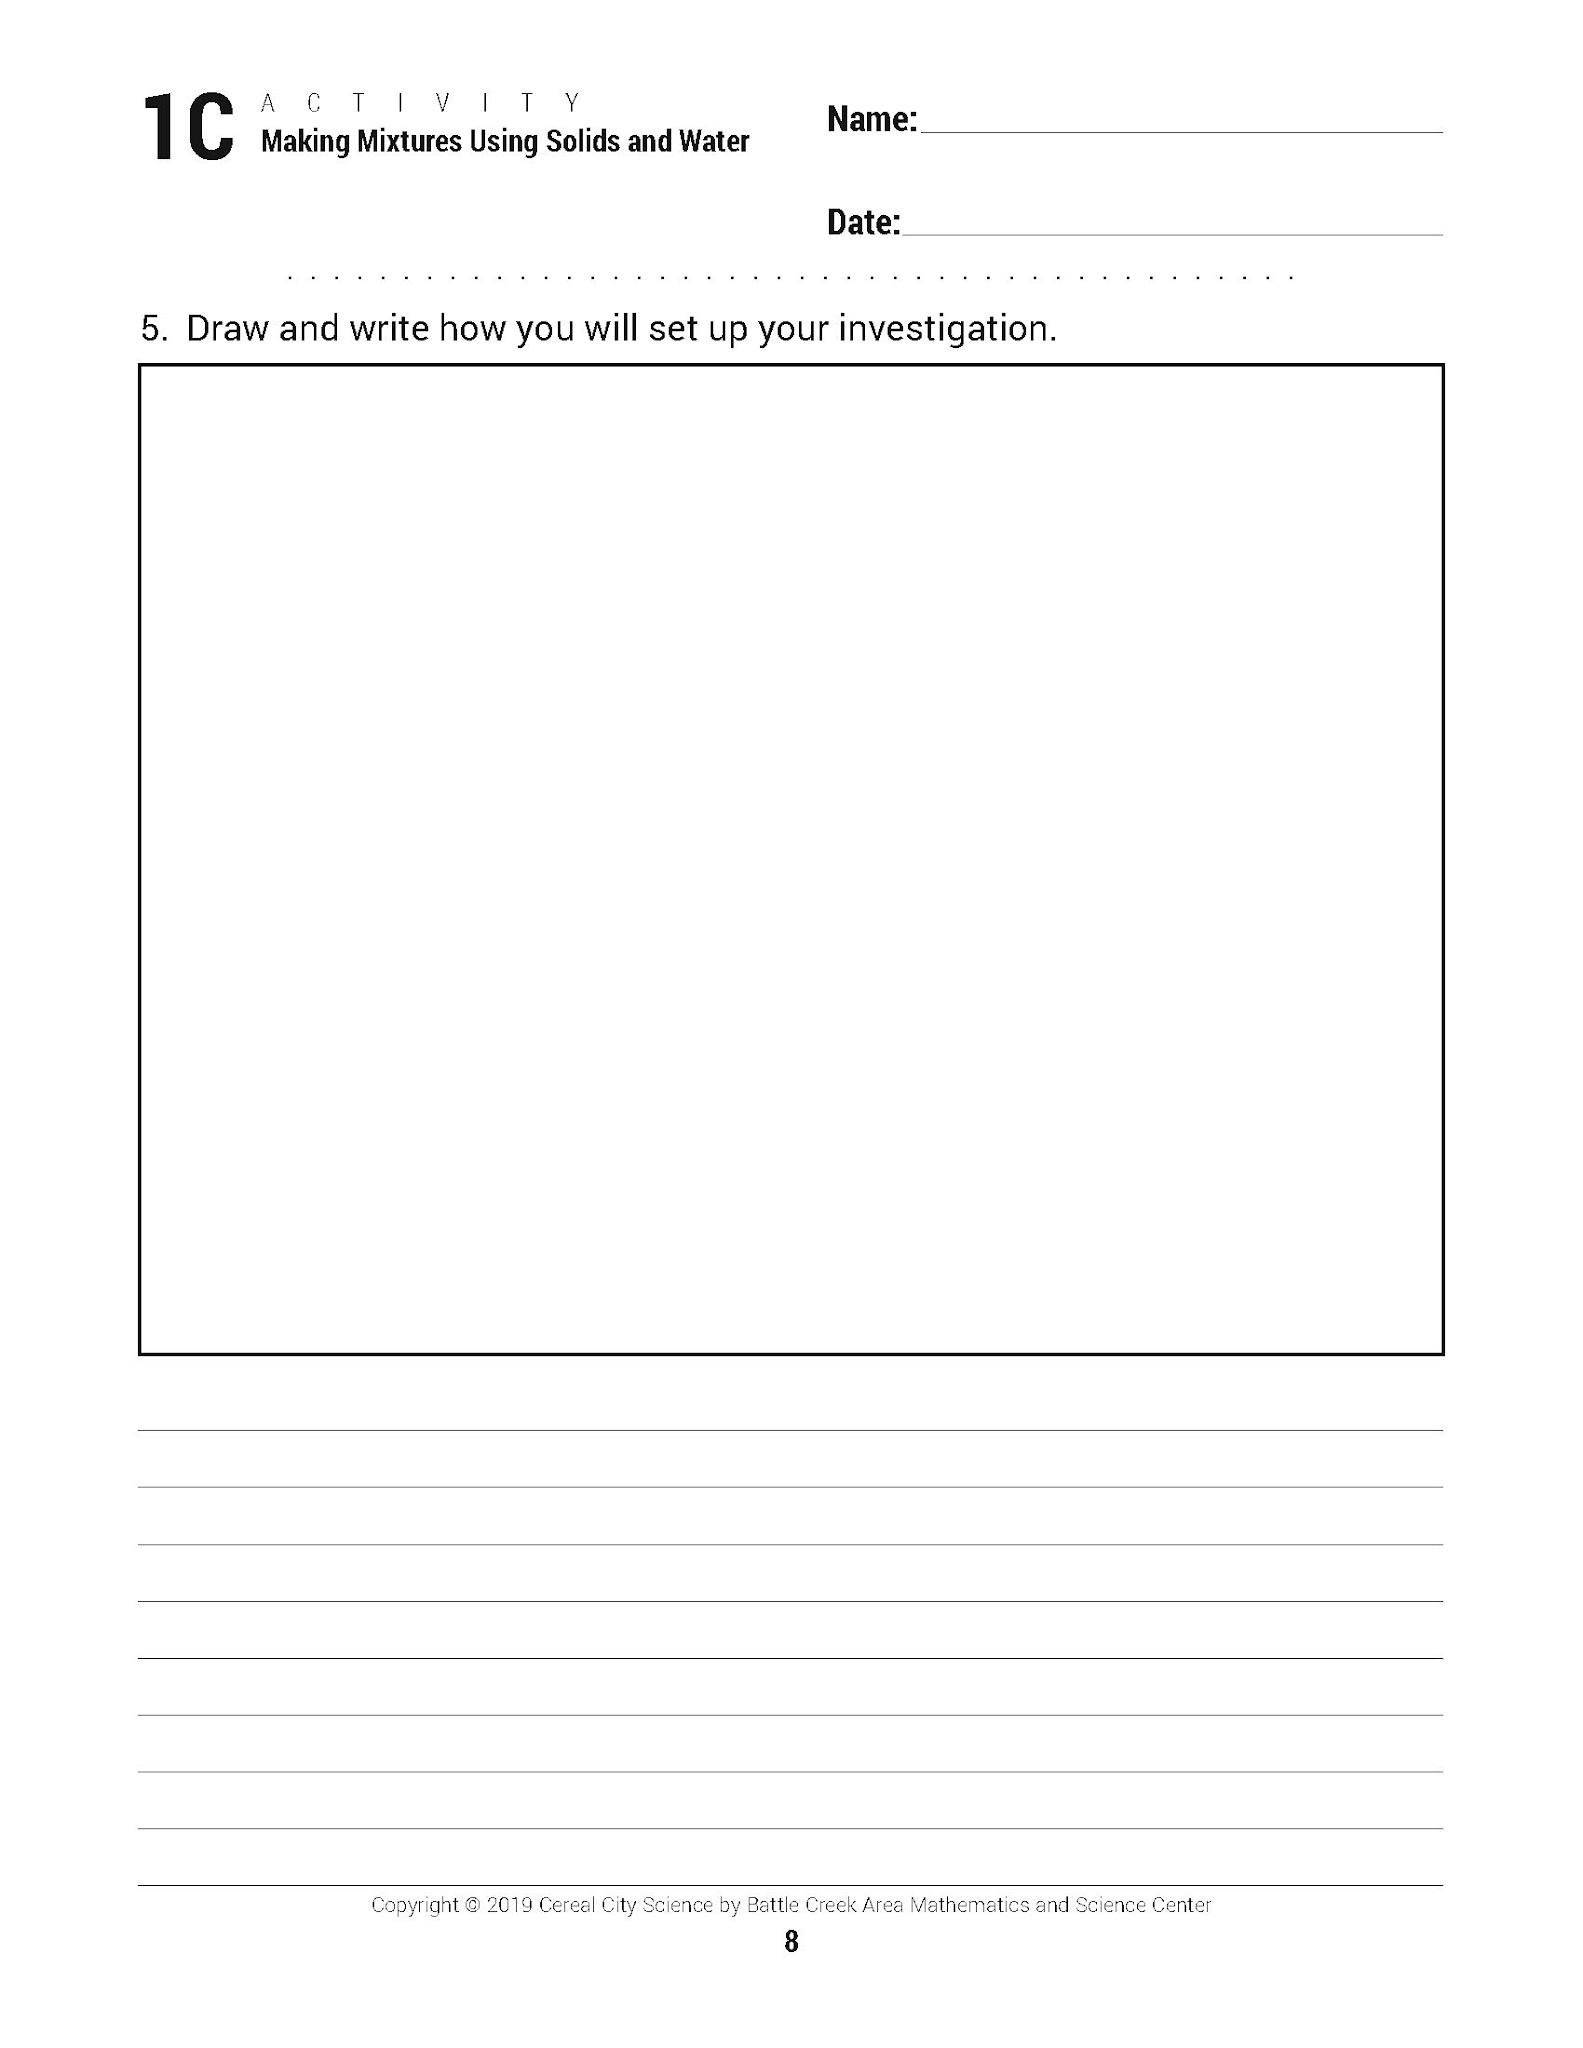 1C
A C T I V I T Y
Making Mixtures Using Solids and Water
Name:
Date:
5. Draw and write how you will set up your investigation.
Copyright © 2019 Cereal City Science by Battle Creek Area Mathematics and Science Center
8